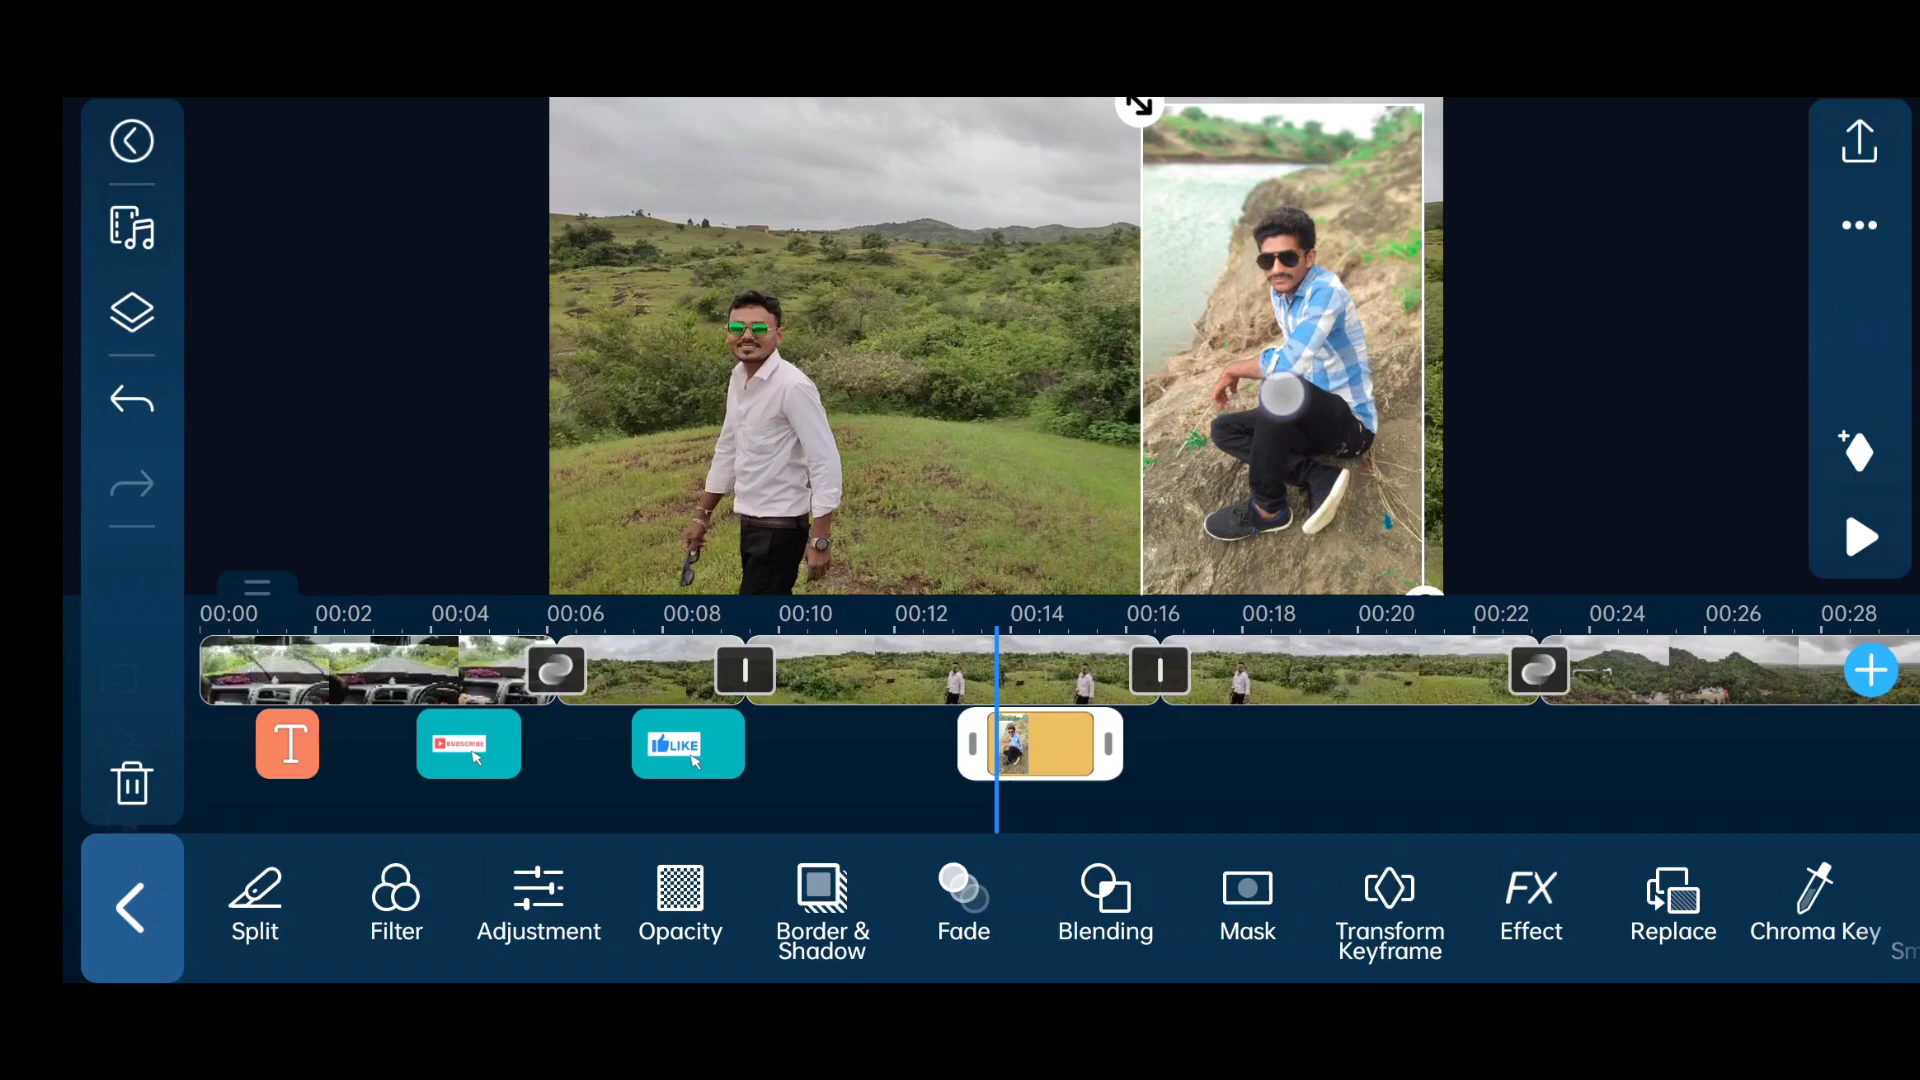 00:00 00:02 00:04 00:06 00:08 00:10 00:12 00:14 00:16 00:18 00:20 00:22 00:24 00:26 00:28
T SUBSCRIBE LIKE
Split Filter Adjustment Opacity Border & Shadow Fade Blending Mask Transform Keyframe FX Effect Replace Chroma Key Sm